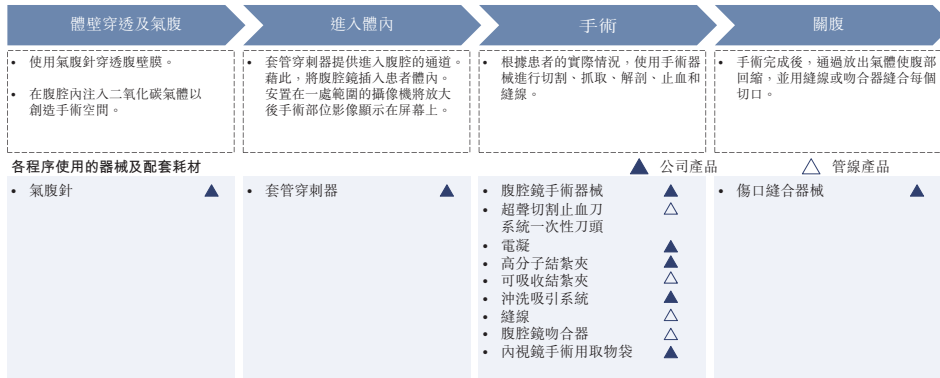 體壁穿透及氣腹
進入體內
手術
關腹
• 使用氣腹針穿透腹壁膜。
• 在腹腔內注入二氧化碳氣體以
創造手術空間。
• 套管穿刺器提供進入腹腔的通道。
藉此，將腹腔鏡插入患者體內。
安置在一處範圍的攝像機將放大
後手術部位影像顯示在屏幕上。
• 根據患者的實際情況，使用手術器
械進行切割、抓取、解剖、止血和
縫線。
• 手術完成後，通過放出氣體使腹部
回縮，並用縫線或吻合器縫合每個
切口。
各程序使用的器械及配套耗材
▲ 公司產品
△ 管線產品
• 氣腹針 ▲
• 套管穿刺器 ▲
• 腹腔鏡手術器械 ▲
• 超聲切割止血刀 △
系統一次性刀頭
• 電凝 ▲
• 高分子結紮夾 ▲
• 可吸收結紮夾 △
• 沖洗吸引系統 ▲
• 縫線 △
• 腹腔鏡吻合器 △
• 內視鏡手術用取物袋 ▲
• 傷口縫合器械 ▲